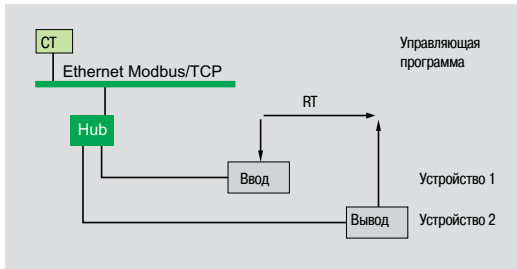 CT
Управляющая
программа
Ethernet Modbus/TCP
RT
Hub
Ввод
Устройство 1
Вывод
Устройство 2